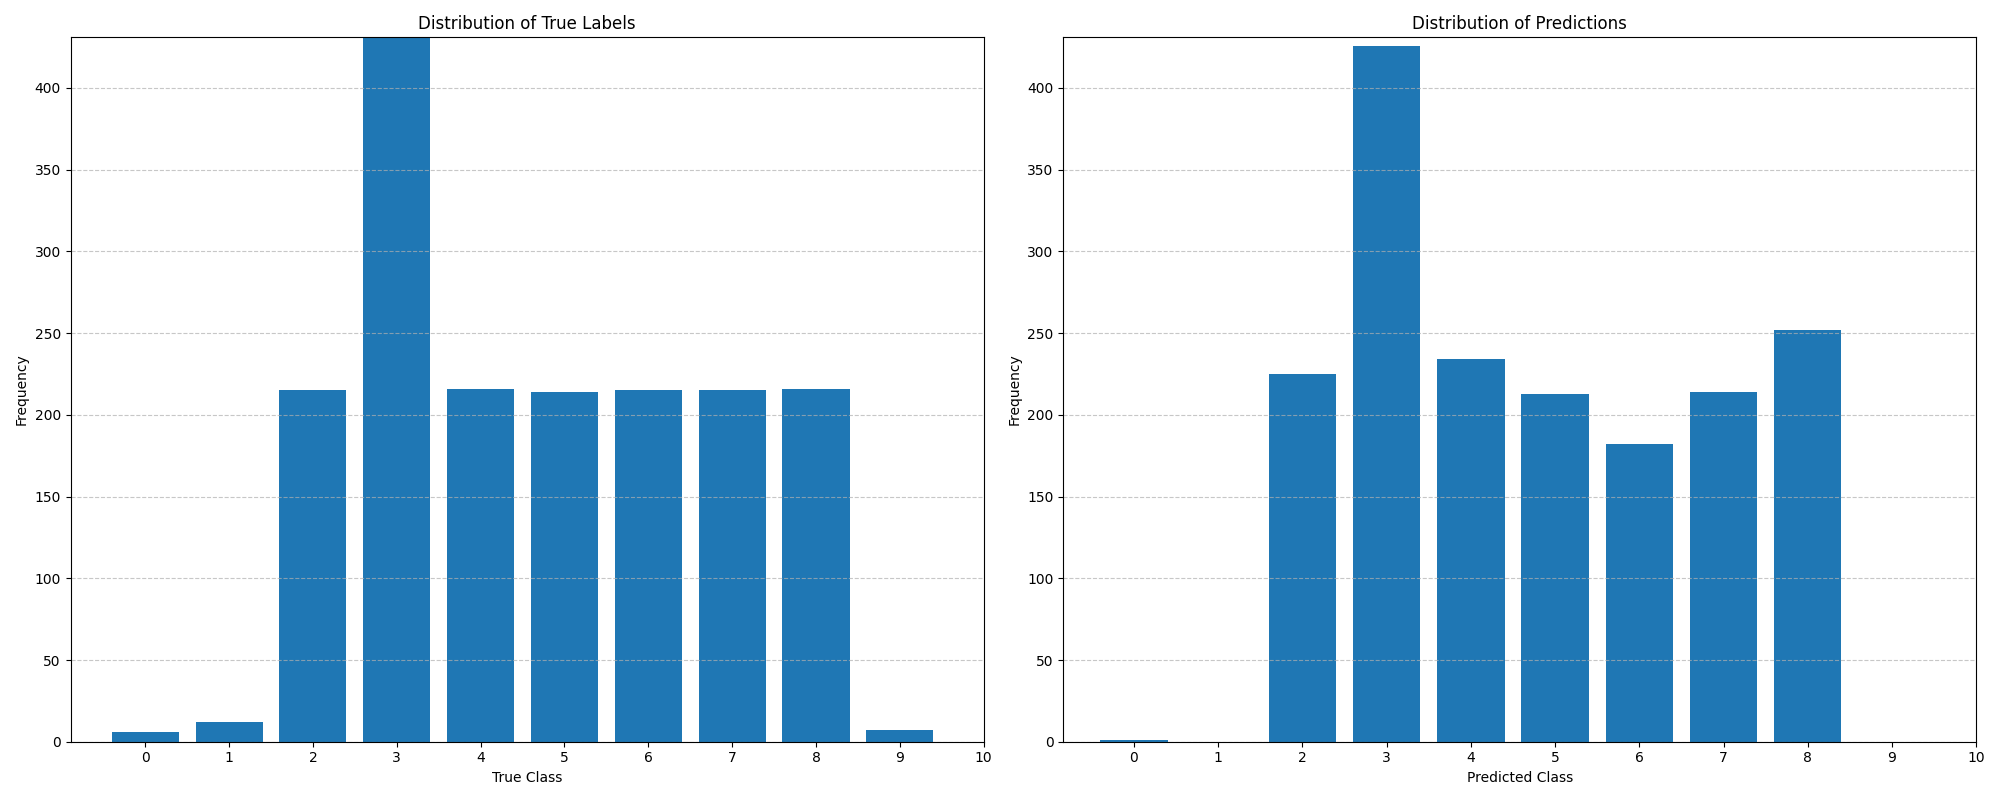 Distribution of True Labels
Frequency
400
350
300
250
200
150
100
50
0
0 1 2 3 4 5 6 7 8 9 10
True Class
Distribution of Predictions
Frequency
400
350
300
250
200
150
100
50
0
0 1 2 3 4 5 6 7 8 9 10
Predicted Class